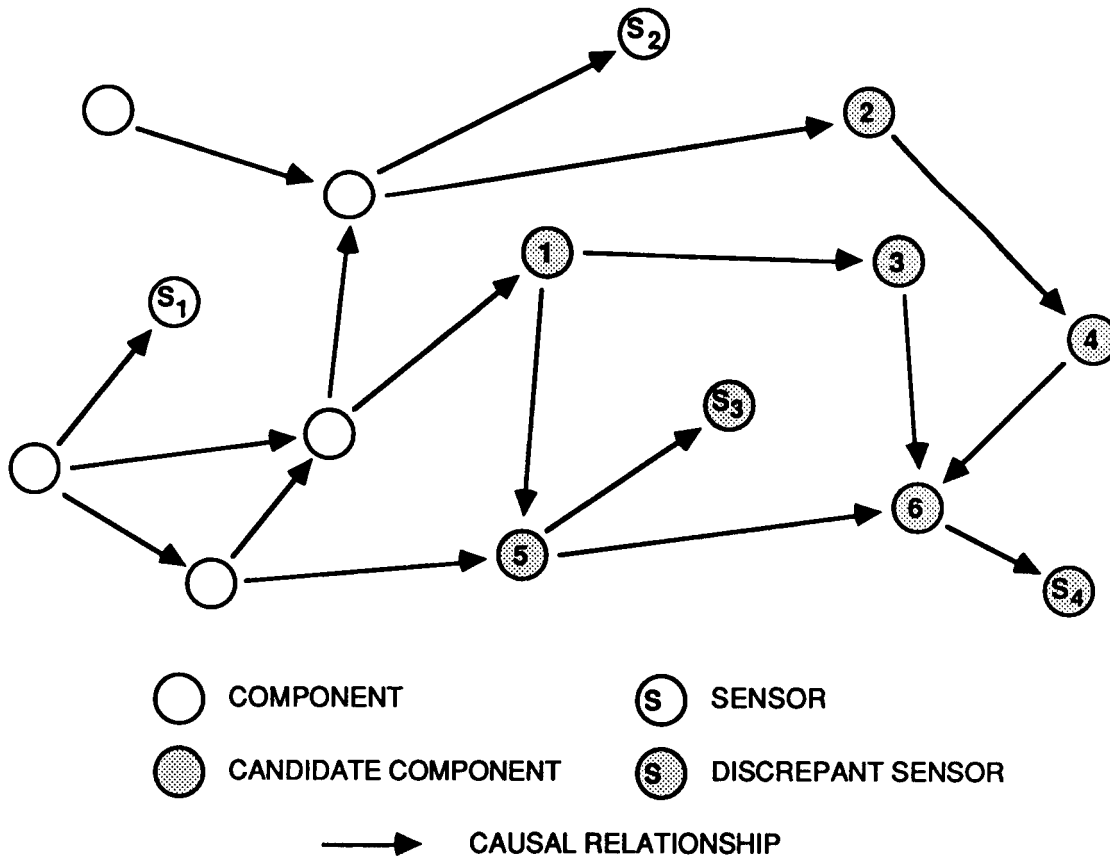 S2
2
1
3
S1
4
S3
6
5
S4
COMPONENT
SENSOR
CANDIDATE COMPONENT
S
DISCREPANT SENSOR
S
CAUSAL RELATIONSHIP